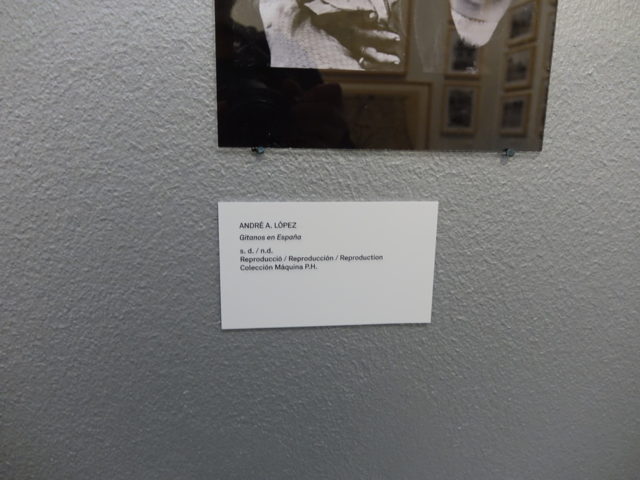 ANDRÉ A. LÓPEZ
Gitanos en España
s. d. / n.d.
Reproducció / Reproducción / Reproduction
Colección Máquina P.H.